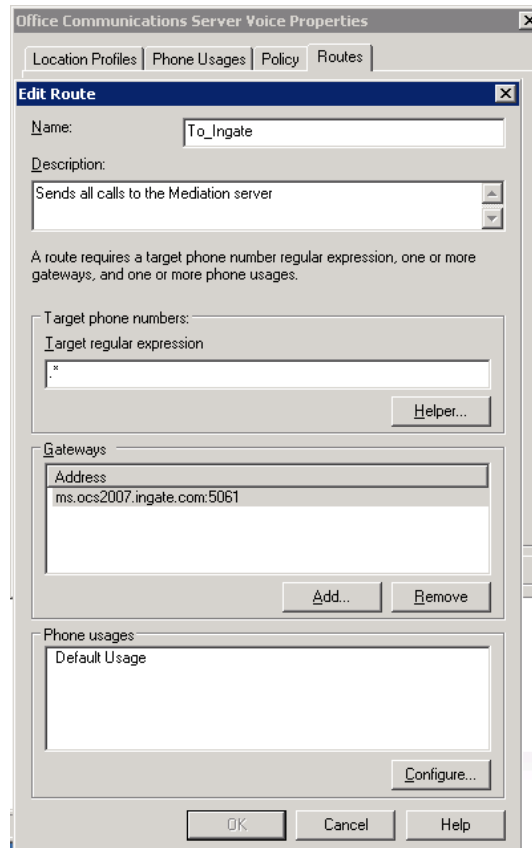 Office Communications Server Voice Properties
Location Profiles Phone Usages Policy Routes
Edit Route
Name: To_Ingate
Description:
Sends all calls to the Mediation server
A route requires a target phone number regular expression, one or more
gateways, and one or more phone usages.
Target phone numbers:
Target regular expression
.*
Helper...
Gateways
Address
ms.ocs2007.ingate.com:5061
Add... Remove
Phone usages
Default Usage
Configure...
OK Cancel Help